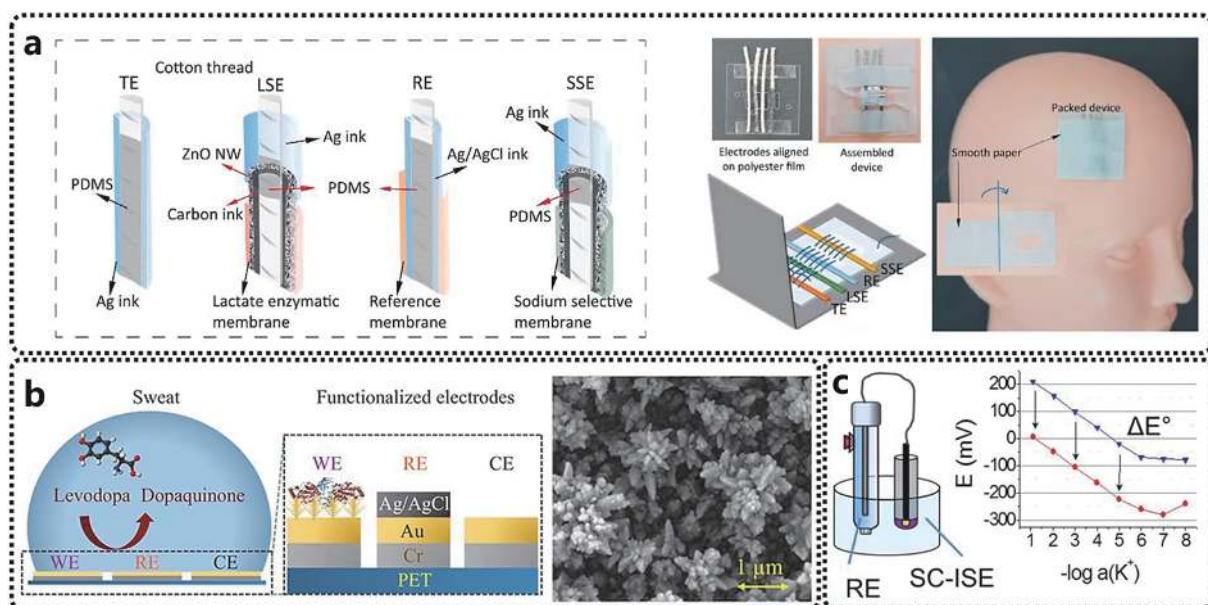 a
Cotton thread
TE
LSE
RE
SSE
Ag ink
Ag ink
ZnO NW
Ag/AgCl ink
PDMS
PDMS
Carbon ink
PDMS
Ag ink
Lactate enzymatic
membrane
Reference
membrane
Sodium selective
membrane
Electrodes aligned
on polyester film
Assembled
device
SSE
RE
LSE
TE
Packed device
Smooth paper
b
Sweat
Levodopa Dopaquinone
WE RE CE
Functionalized electrodes
WE RE CE
Ag/AgCl
Au
Cr
PET
1 μm
c
RE
SC-ISE
E (mV)
200
100
0
-100
-200
-300
ΔE°
1 2 3 4 5 6 7 8
-log a(K⁺)